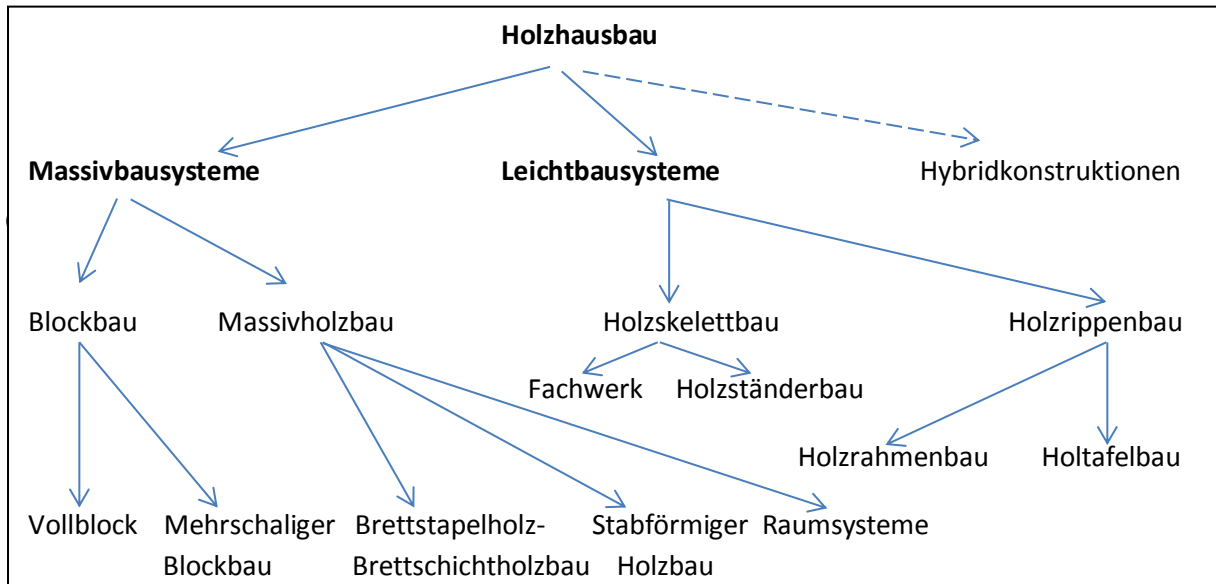 Holzhausbau
Massivbausysteme Leichtbausysteme Hybridkonstruktionen
Blockbau Massivholzbau Holzskelettbau Holzrippenbau
Fachwerk Holzständerbau
Holzrahmenbau Holtafelbau
Vollblock Mehrschaliger Brettstapelholz- Stabförmiger Raumsysteme
Blockbau Brettschichtholzbau Holzbau